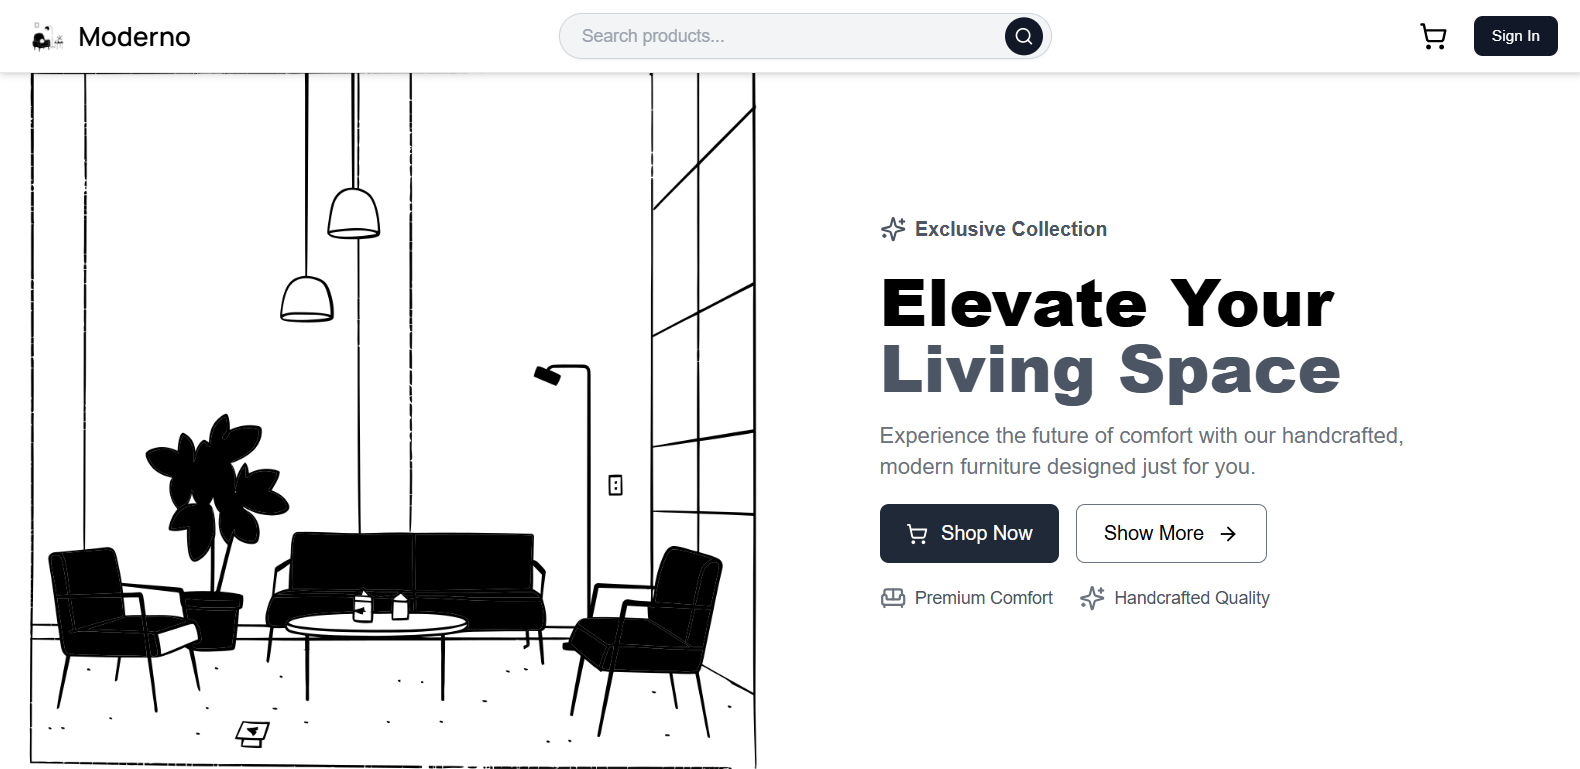 Moderno
Search products...
Sign In
Exclusive Collection
Elevate Your
Living Space
Experience the future of comfort with our handcrafted,
modern furniture designed just for you.
Shop Now
Show More
Premium Comfort
Handcrafted Quality